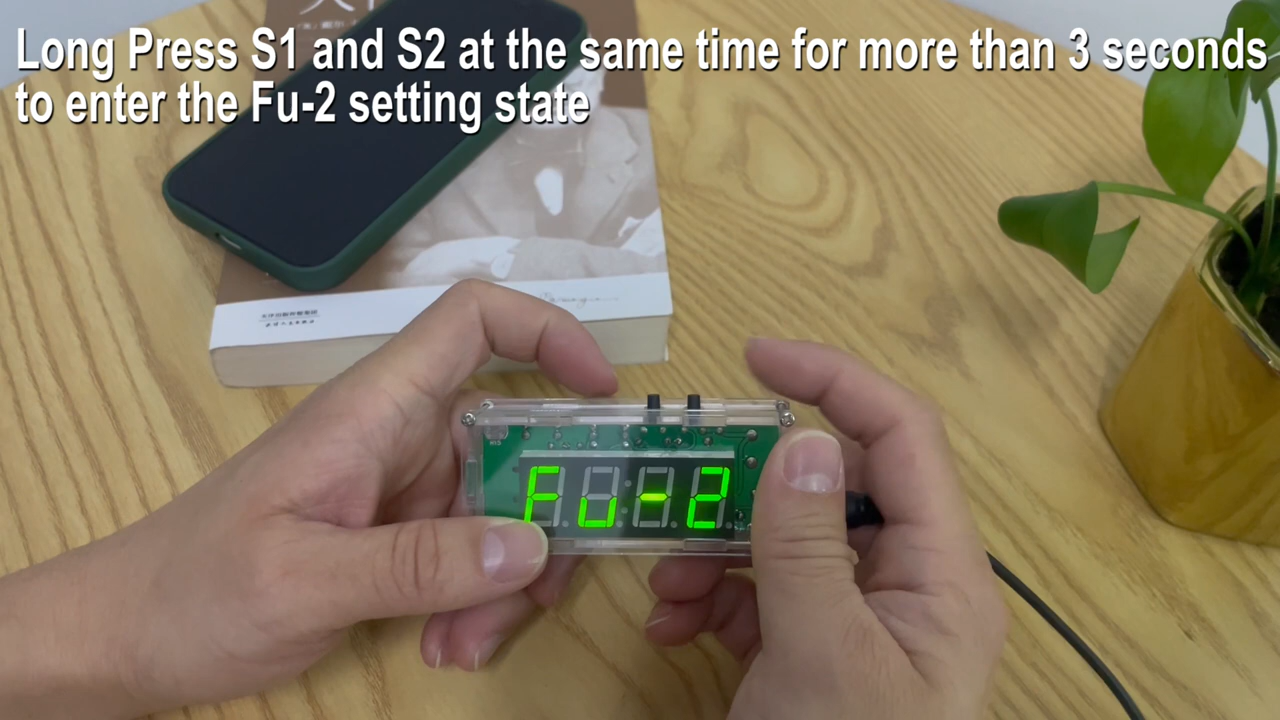 Long Press S1 and S2 at the same time for more than 3 seconds
to enter the Fu-2 setting state
Fu-2